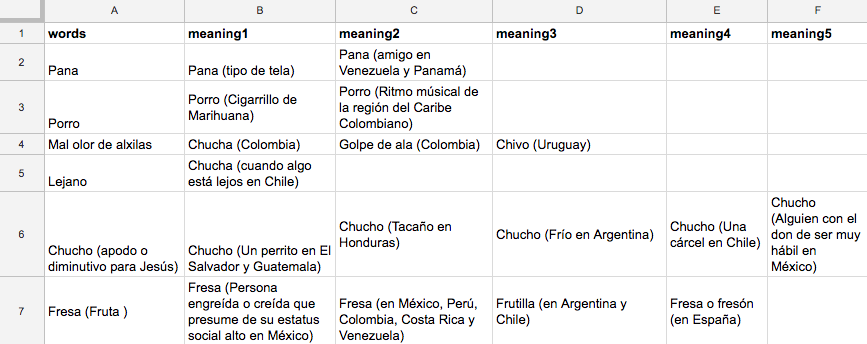 A B C D E F
1 words meaning1 meaning2 meaning3 meaning4 meaning5
2 Pana Pana (tipo de tela) Pana (amigo en
Venezuela y Panamá)
3 Porro Porro (Cigarrillo de
Marihuana) Porro (Ritmo músical de
la región del Caribe
Colombiano)
4 Mal olor de alxilas Chucha (Colombia) Golpe de ala (Colombia) Chivo (Uruguay)
5 Lejano Chucha (cuando algo
está lejos en Chile)
6 Chucho (apodo o
diminutivo para Jesús) Chucho (Un perrito en El
Salvador y Guatemala) Chucho (Tacaño en
Honduras) Chucho (Frío en Argentina) Chucho (Una
cárcel en Chile) Chucho
(Alguien con el
don de ser muy
hábil en
México)
7 Fresa (Fruta ) Fresa (Persona
engreída o creída que
presume de su estatus
social alto en México) Fresa (en México, Perú,
Colombia, Costa Rica y
Venezuela) Frutilla (en Argentina y
Chile) Fresa o fresón
(en España)